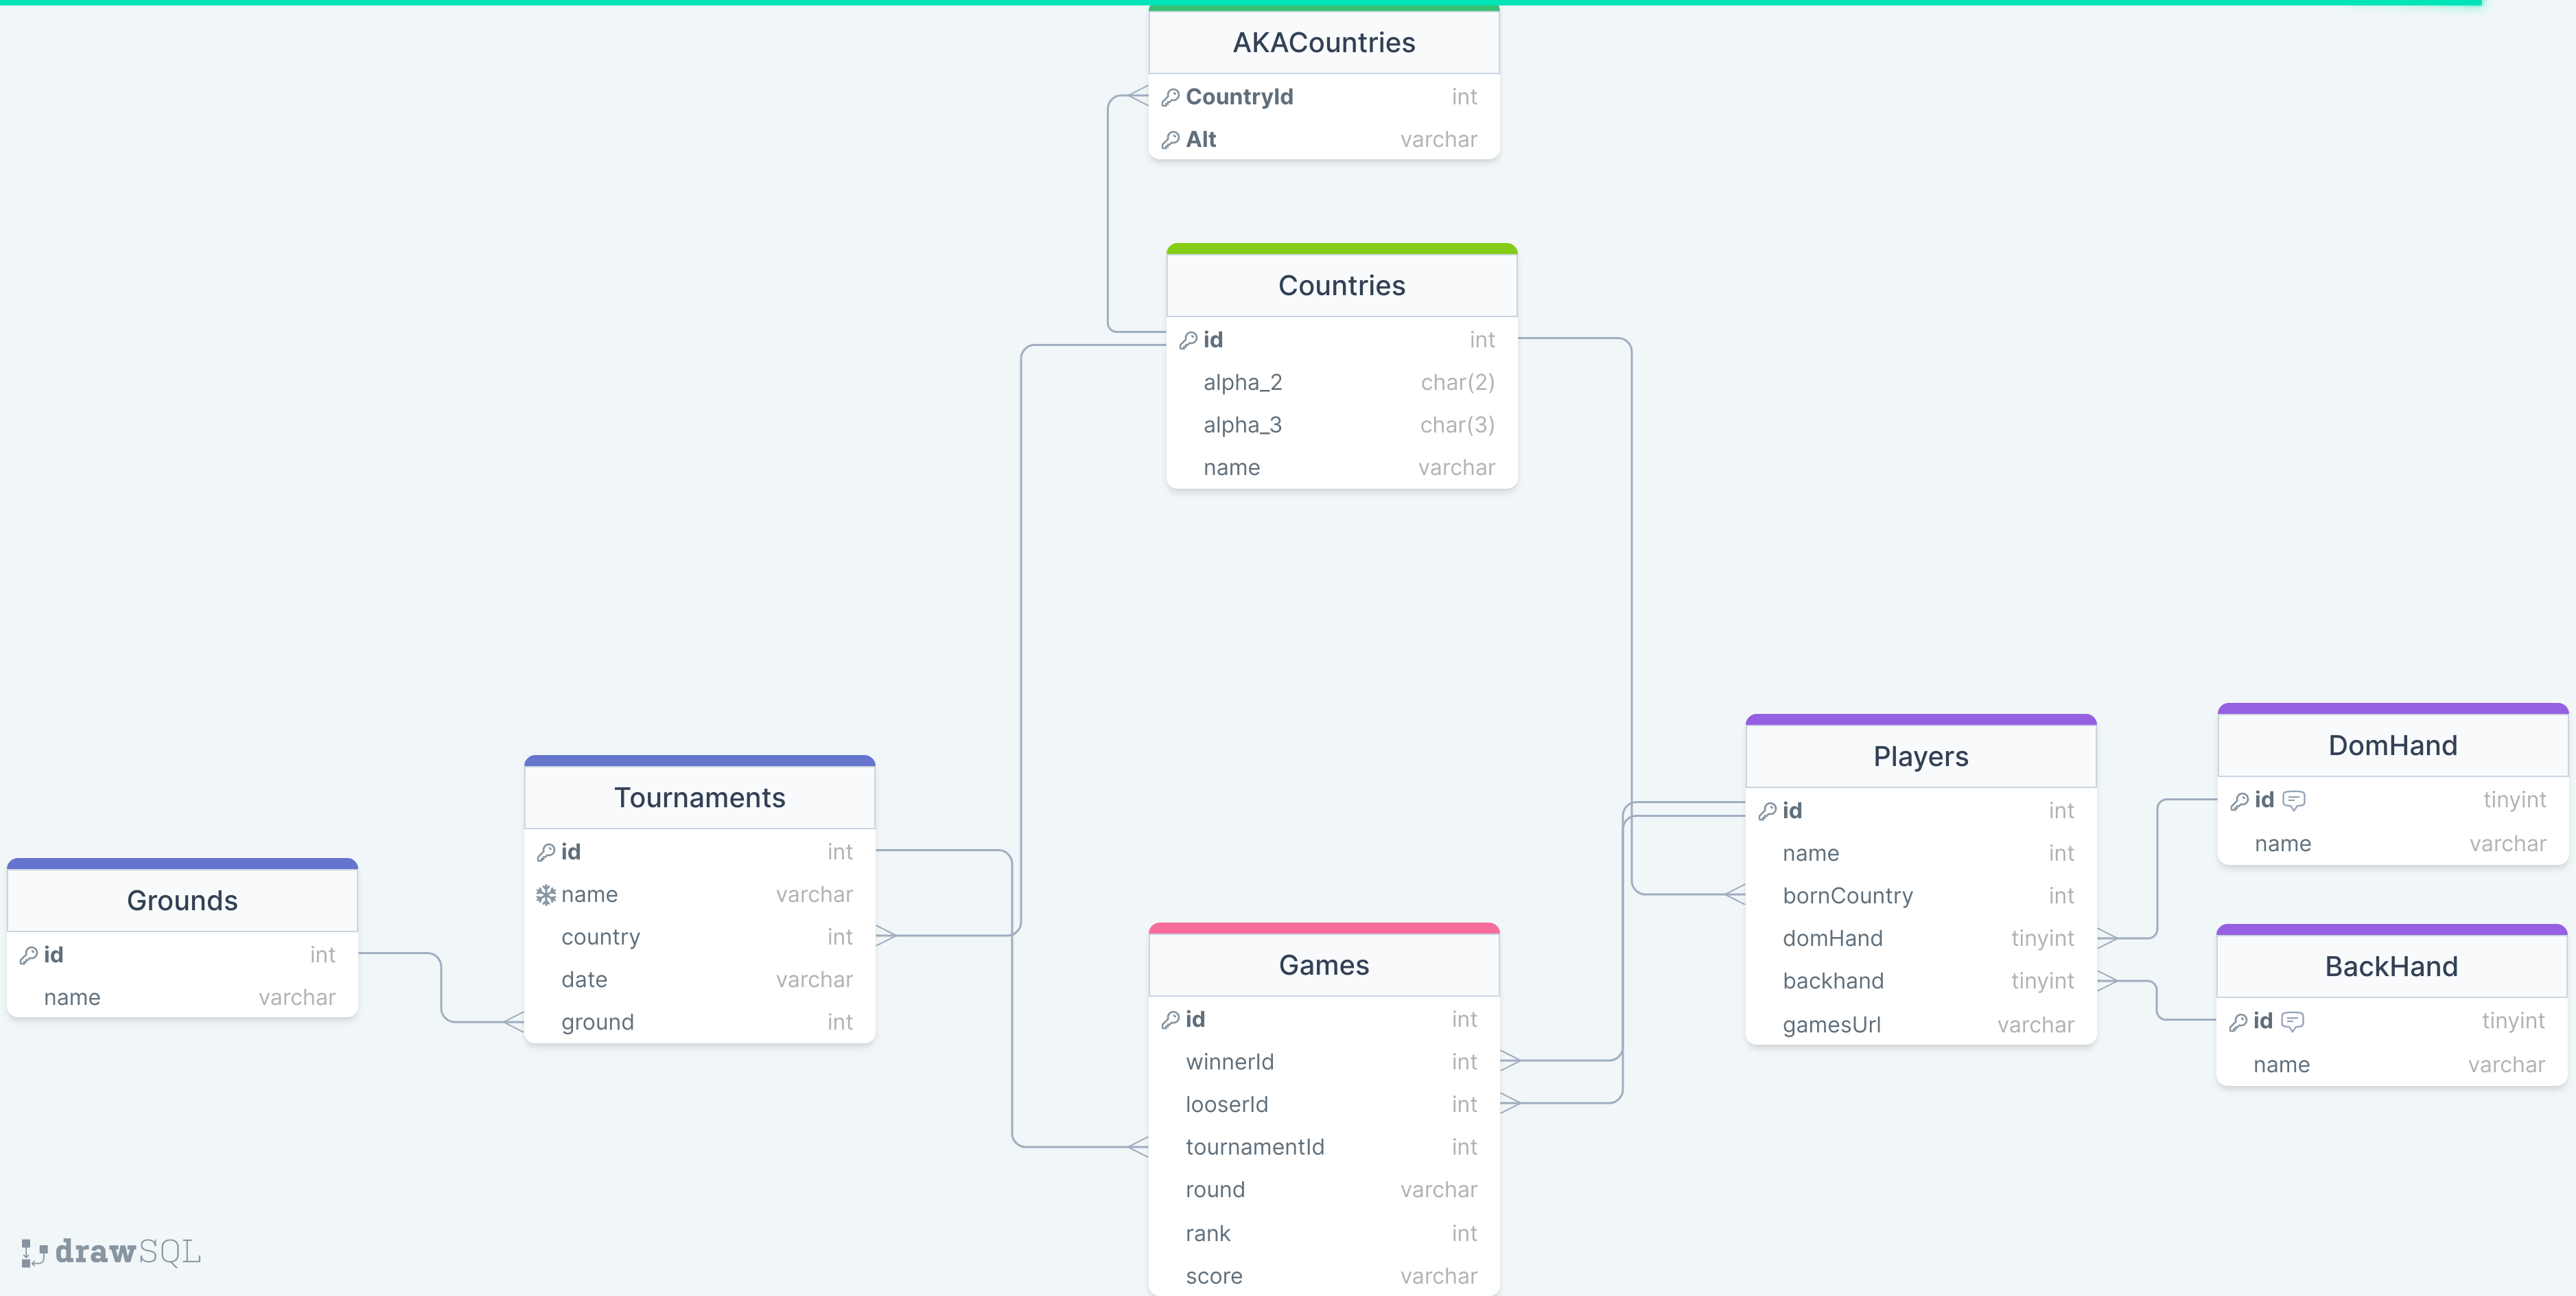 AKACountries
CountryId int
Alt varchar
Countries
id int
alpha_2 char(2)
alpha_3 char(3)
name varchar
Grounds
id int
name varchar
Tournaments
id int
name varchar
country int
date varchar
ground int
Games
id int
winnerId int
looserId int
tournamentId int
round varchar
rank int
score varchar
Players
id int
name int
bornCountry int
domHand tinyint
backhand tinyint
gamesUrl varchar
DomHand
id tinyint
name varchar
BackHand
id tinyint
name varchar
drawSQL